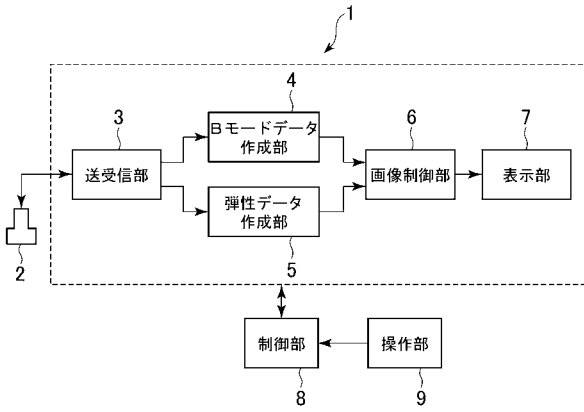 1
4
Bモードデータ
作成部
3
送受信部
6
画像制御部
7
表示部
弾性データ
作成部
5
2
制御部
8
操作部
9